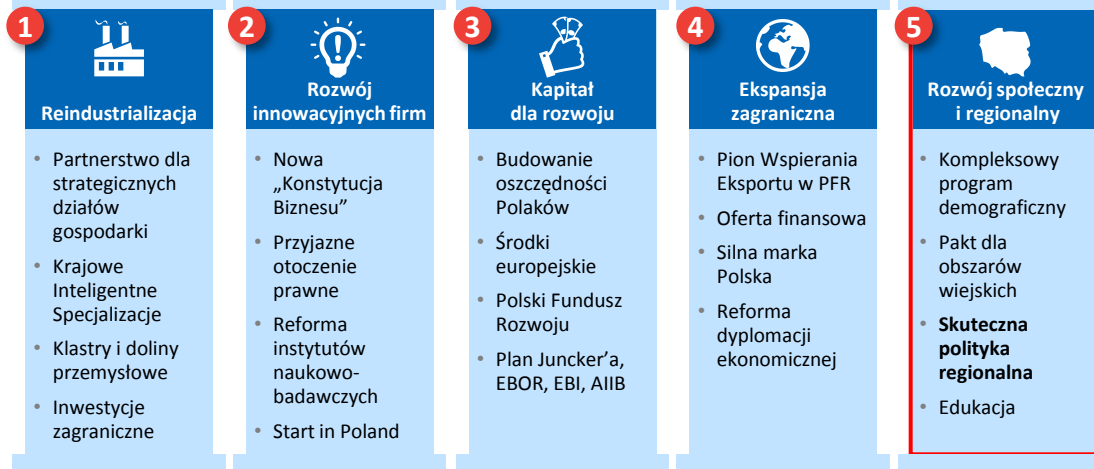 1
Reindustrializacja
• Partnerstwo dla
strategicznych
działów
gospodarki
• Krajowe
Inteligentne
Specjalizacje
• Klastry i doliny
przemysłowe
• Inwestycje
zagraniczne
2
Rozwój
innowacyjnych firm
• Nowa
„Konstytucja
Biznesu”
• Przyjazne
otoczenie
prawne
• Reforma
instytutów
naukowo-
badawczych
• Start in Poland
3
Kapitał
dla rozwoju
• Budowanie
oszczędności
Polaków
• Środki
europejskie
• Polski Fundusz
Rozwoju
• Plan Juncker’a,
EBOR, EBI, AIIB
4
Ekspansja
zagraniczna
• Pion Wspierania
Eksportu w PFR
• Oferta finansowa
• Silna marka
Polska
• Reforma
dyplomacji
ekonomicznej
5
Rozwój społeczny
i regionalny
• Kompleksowy
program
demograficzny
• Pakt dla
obszarów
wiejskich
• Skuteczna
polityka
regionalna
• Edukacja